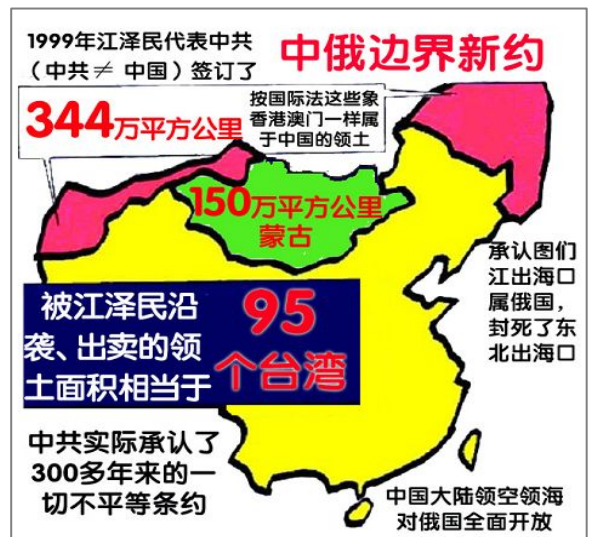 1999年江泽民代表中共
（中共≠ 中国）签订了
中俄边界新约
344万平方公里
按国际法这些象
香港澳门一样属
于中国的领土
150万平方公里
蒙古
承认图们
江出海口
属俄国，
封死了东
北出海口
被江泽民沿
袭、出卖的领
土面积相当于
95
个台湾
中共实际承认了
300多年来的一
切不平等条约
中国大陆领空领海
对俄国全面开放